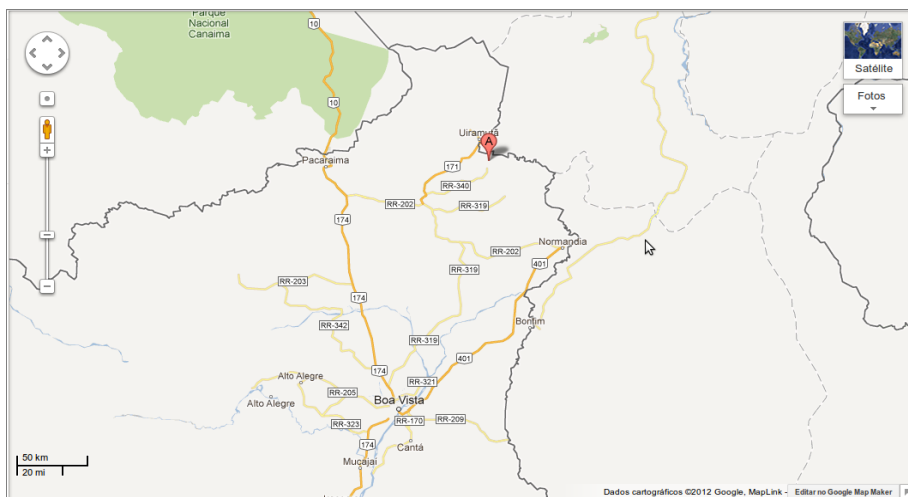 Parque
Nacional
Canaima
Satélite
Fotos
10
10
Uiramutã
A
Pacaraima
171
RR-340
RR-202
RR-319
174
Normandia
RR-202
401
RR-319
RR-203
174
RR-342
Bonfim
RR-319
401
174
Alto Alegre
RR-321
RR-205
Alto Alegre
Boa Vista
RR-170
RR-209
RR-323
174
Cantá
Mucajaí
50 km
20 mi
Dados cartográficos ©2012 Google, MapLink -
Editar no Google Map Maker